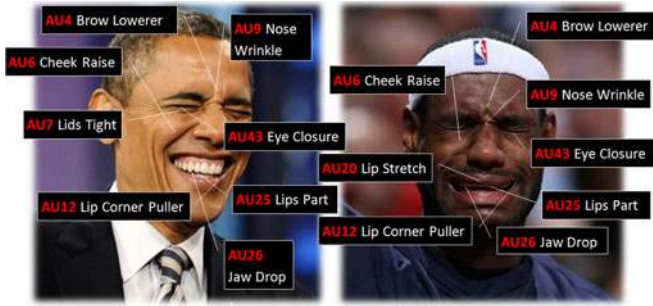 AU4 Brow Lowerer
AU9 Nose
Wrinkle
AU6 Cheek Raise
AU7 Lids Tight
AU43 Eye Closure
AU25 Lips Part
AU12 Lip Corner Puller
AU26
Jaw Drop
AU4 Brow Lowerer
AU6 Cheek Raise
AU9 Nose Wrinkle
AU43 Eye Closure
AU20 Lip Stretch
AU25 Lips Part
AU12 Lip Corner Puller
AU26 Jaw Drop